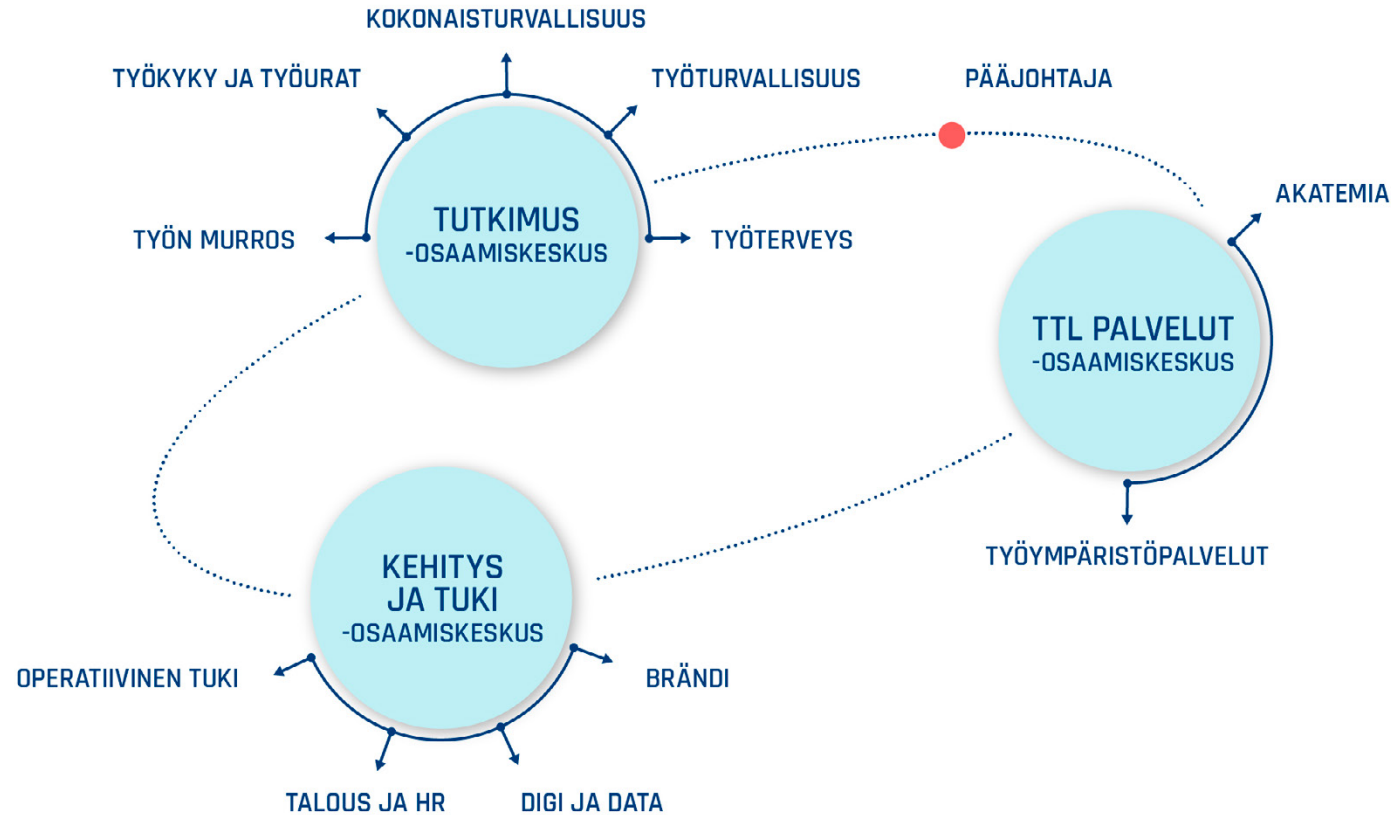 KOKONAISTURVALLISUUS
TYÖKYKY JA TYÖURAT
TYÖTURVALLISUUS
PÄÄJOHTAJA
TYÖN MURROS
TUTKIMUS
-OSAAMISKESKUS
TYÖTERVEYS
AKATEMIA
TTL PALVELUT
-OSAAMISKESKUS
TYÖYMPÄRISTÖPALVELUT
KEHITYS
JA TUKI
-OSAAMISKESKUS
OPERATIIVINEN TUKI
BRÄNDI
TALOUS JA HR
DIGI JA DATA